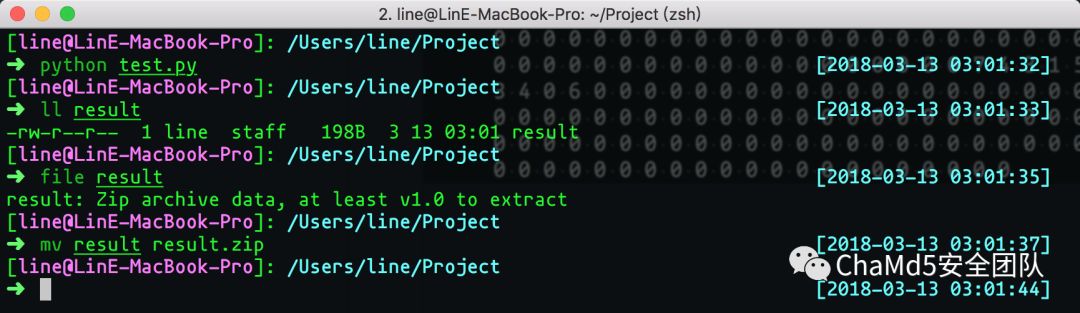 2. line@LinE-MacBook-Pro: ~/Project (zsh)
[line@LinE-MacBook-Pro]: /Users/line/Project
➜ python test.py [2018-03-13 03:01:32]
[line@LinE-MacBook-Pro]: /Users/line/Project
➜ ll result [2018-03-13 03:01:33]
-rw-r--r-- 1 line staff 198B 3 13 03:01 result
[line@LinE-MacBook-Pro]: /Users/line/Project
➜ file result [2018-03-13 03:01:35]
result: Zip archive data, at least v1.0 to extract
[line@LinE-MacBook-Pro]: /Users/line/Project
➜ mv result result.zip [2018-03-13 03:01:37]
[line@LinE-MacBook-Pro]: /Users/line/Project
ChaMd5安全团队
➜ [2018-03-13 03:01:44]